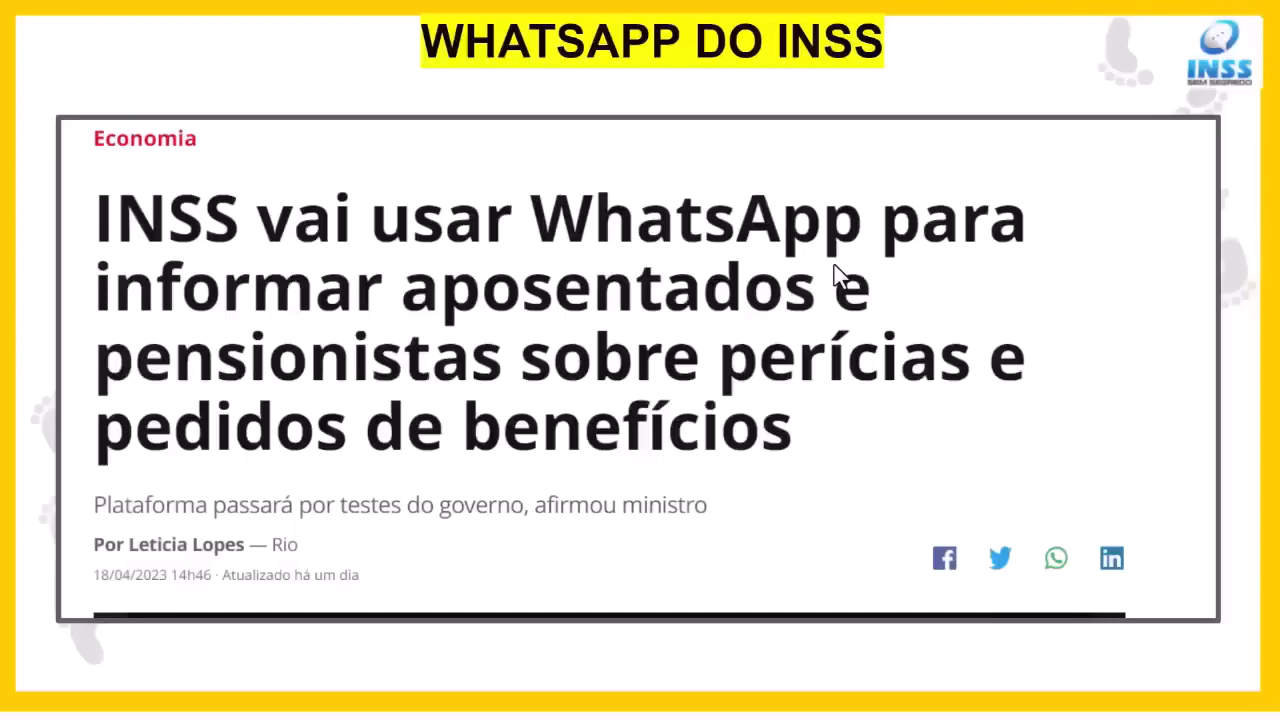 WHATSAPP DO INSS
INSS
SEM SEGREDO
Economia
INSS vai usar WhatsApp para
informar aposentados e
pensionistas sobre perícias e
pedidos de benefícios
Plataforma passará por testes do governo, afirmou ministro
Por Leticia Lopes — Rio
18/04/2023 14h46 · Atualizado há um dia